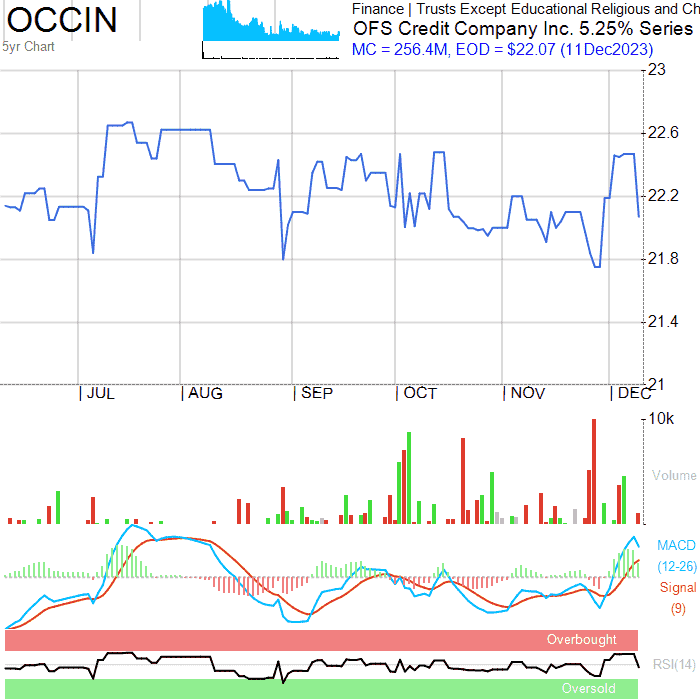 OCCIN
5yr Chart
Finance | Trusts Except Educational Religious and Ch
OFS Credit Company Inc. 5.25% Series
MC = 256.4M, EOD = $22.07 (11Dec2023)
23
22.6
22.2
21.8
21.4
21
| JUL | AUG | SEP | OCT | NOV | DEC
10k
Volume
MACD
(12-26)
Signal
(9)
Overbought
RSI(14)
Oversold